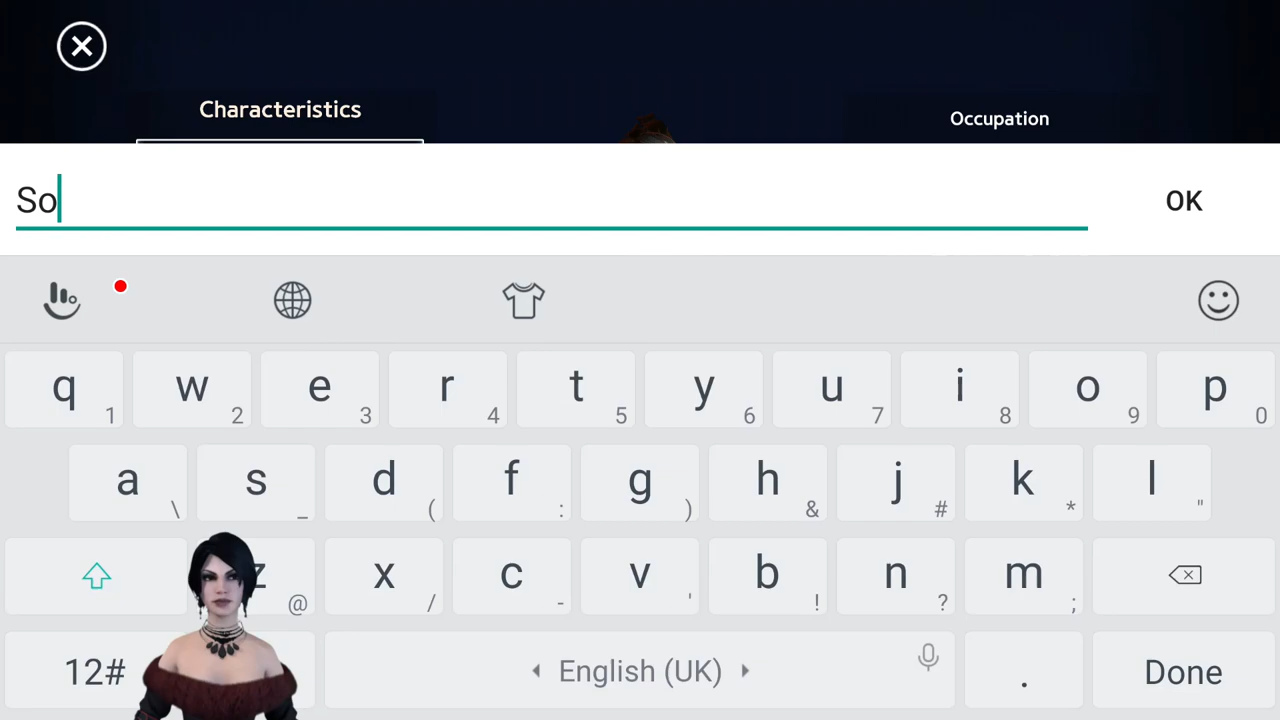 Characteristics
Occupation
So
OK
q 1 w 2 e 3 r 4 t 5 y 6 u 7 i 8 o 9 p 0
a \ s _ d ( f : g ) h & j # k * l "
z @ x / c - v ' b ! n ? m ;
12# English (UK) . Done